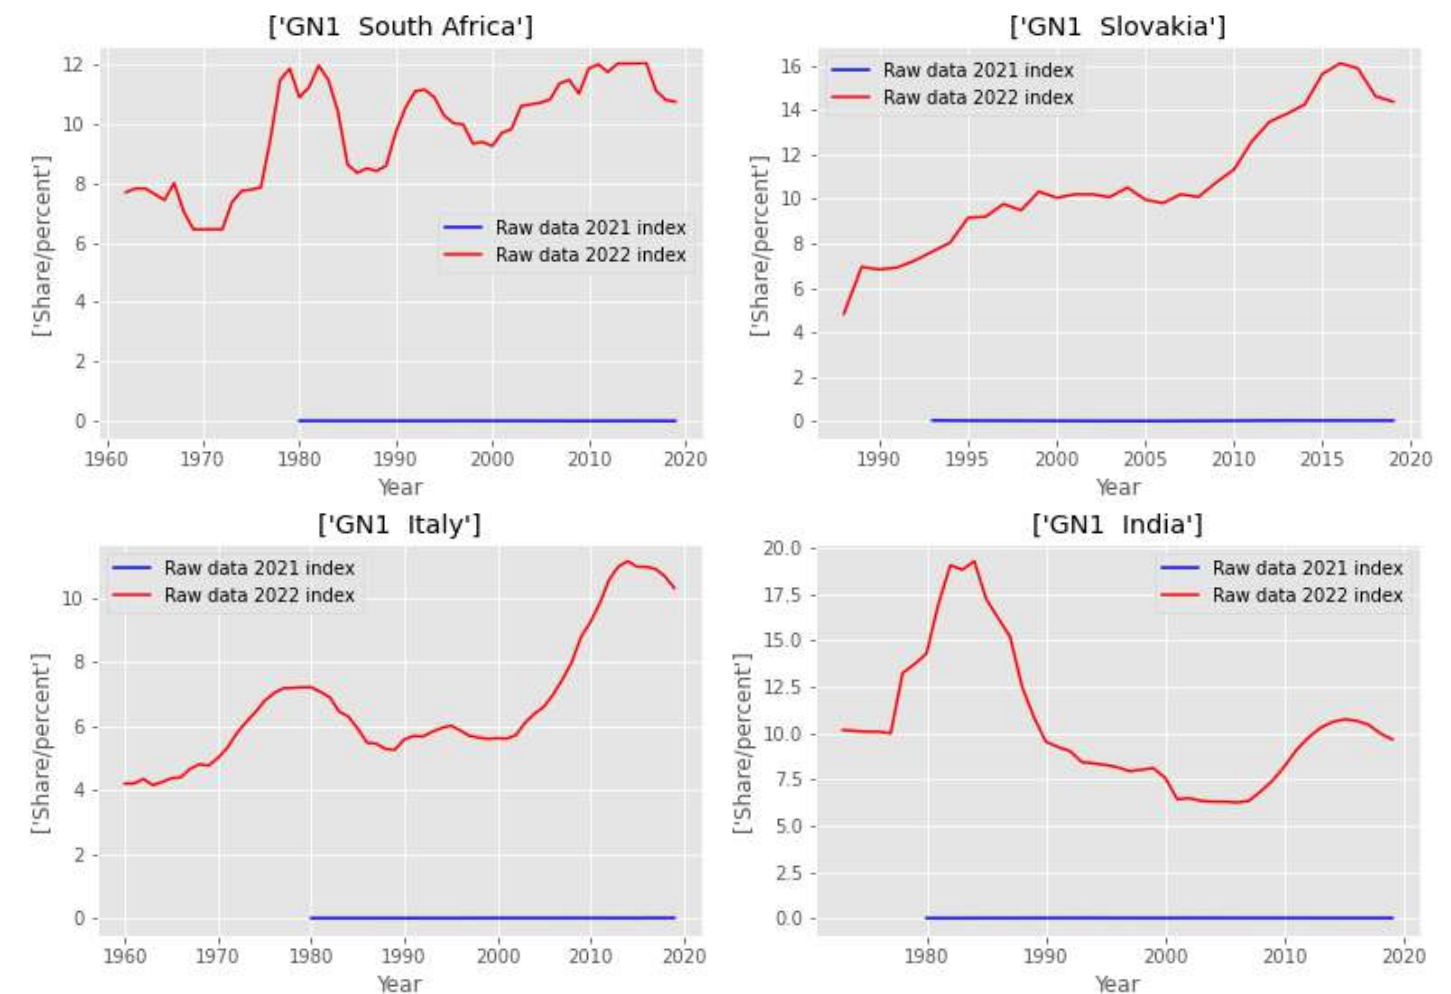 ['GN1  South Africa']
['Share/percent']
12
10
8
6
4
2
0
Raw data 2021 index
Raw data 2022 index
1960 1970 1980 1990 2000 2010 2020
Year
['GN1  Slovakia']
['Share/percent']
16
14
12
10
8
6
4
2
0
Raw data 2021 index
Raw data 2022 index
1990 1995 2000 2005 2010 2015 2020
Year
['GN1  Italy']
['Share/percent']
10
8
6
4
2
0
Raw data 2021 index
Raw data 2022 index
1960 1970 1980 1990 2000 2010 2020
Year
['GN1  India']
['Share/percent']
20.0
17.5
15.0
12.5
10.0
7.5
5.0
2.5
0.0
Raw data 2021 index
Raw data 2022 index
1980 1990 2000 2010 2020
Year